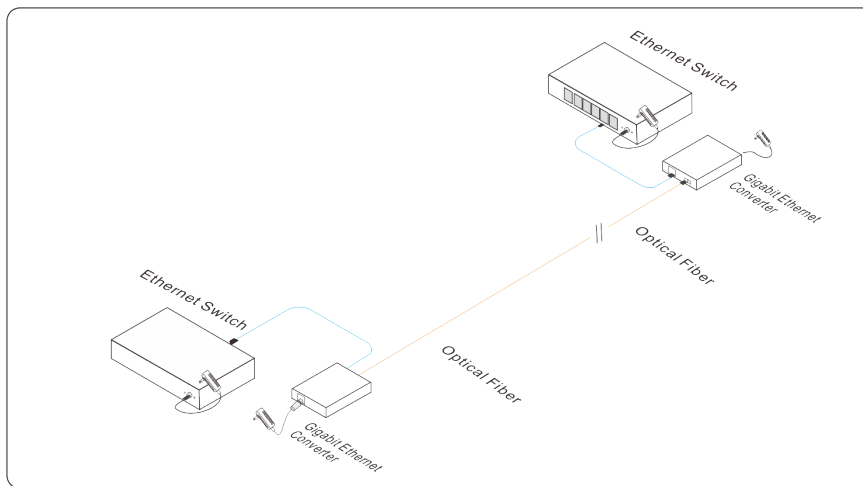 Ethernet Switch
Gigabit Ethernet
Converter
Optical Fiber
Ethernet Switch
Optical Fiber
Gigabit Ethernet
Converter